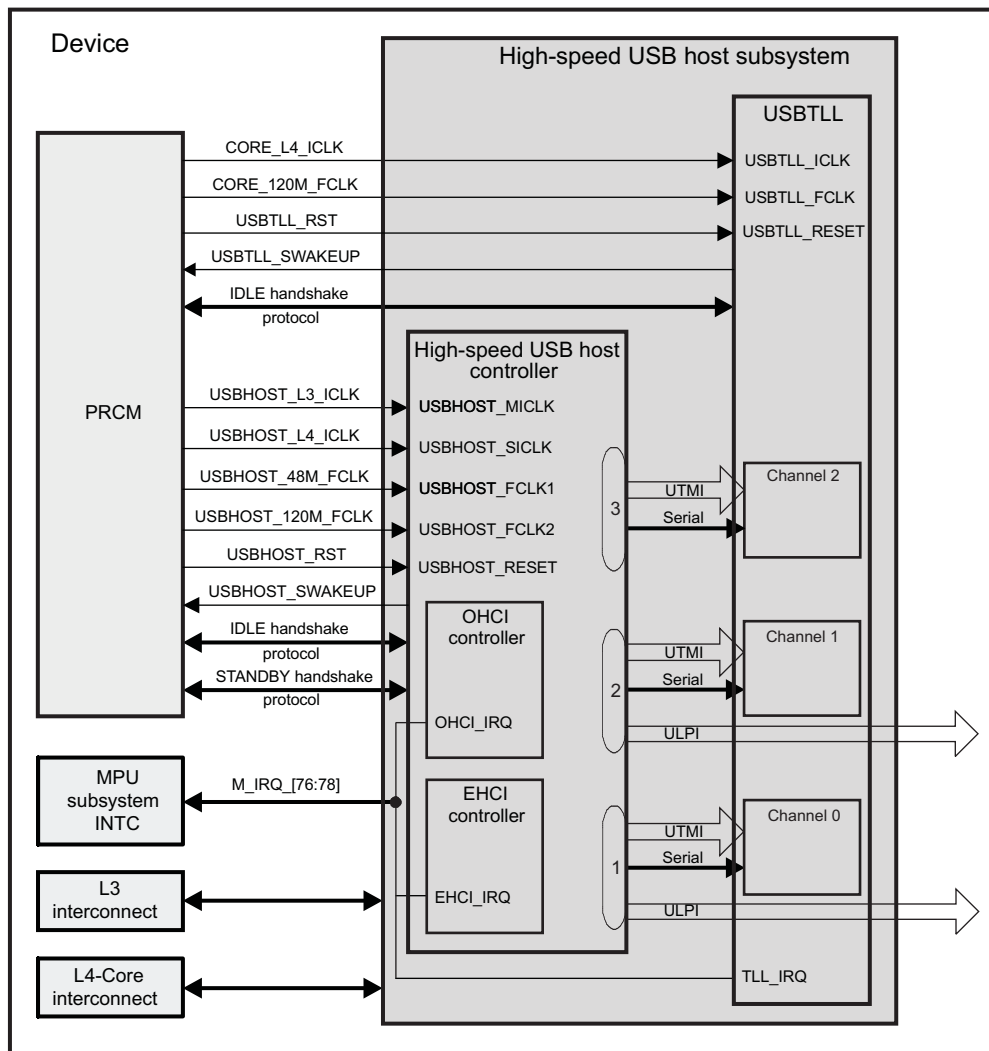 Device
High-speed USB host subsystem
USBTLL
CORE_L4_ICLK
USBTLL_ICLK
CORE_120M_FCLK
USBTLL_FCLK
USBTLL_RST
USBTLL_RESET
USBTLL_SWAKEUP
IDLE handshake
protocol
PRCM
High-speed USB host
controller
USBHOST_L3_ICLK
USBHOST_MICLK
USBHOST_L4_ICLK
USBHOST_SICLK
USBHOST_48M_FCLK
USBHOST_FCLK1
USBHOST_120M_FCLK
USBHOST_FCLK2
USBHOST_RST
USBHOST_RESET
USBHOST_SWAKEUP
IDLE handshake
protocol
STANDBY handshake
protocol
3
UTMI
Serial
Channel 2
OHCI
controller
OHCI_IRQ
2
UTMI
Serial
ULPI
Channel 1
MPU
subsystem
INTC
M_IRQ_[76:78]
EHCI
controller
EHCI_IRQ
1
UTMI
Serial
ULPI
Channel 0
L3
interconnect
L4-Core
interconnect
TLL_IRQ